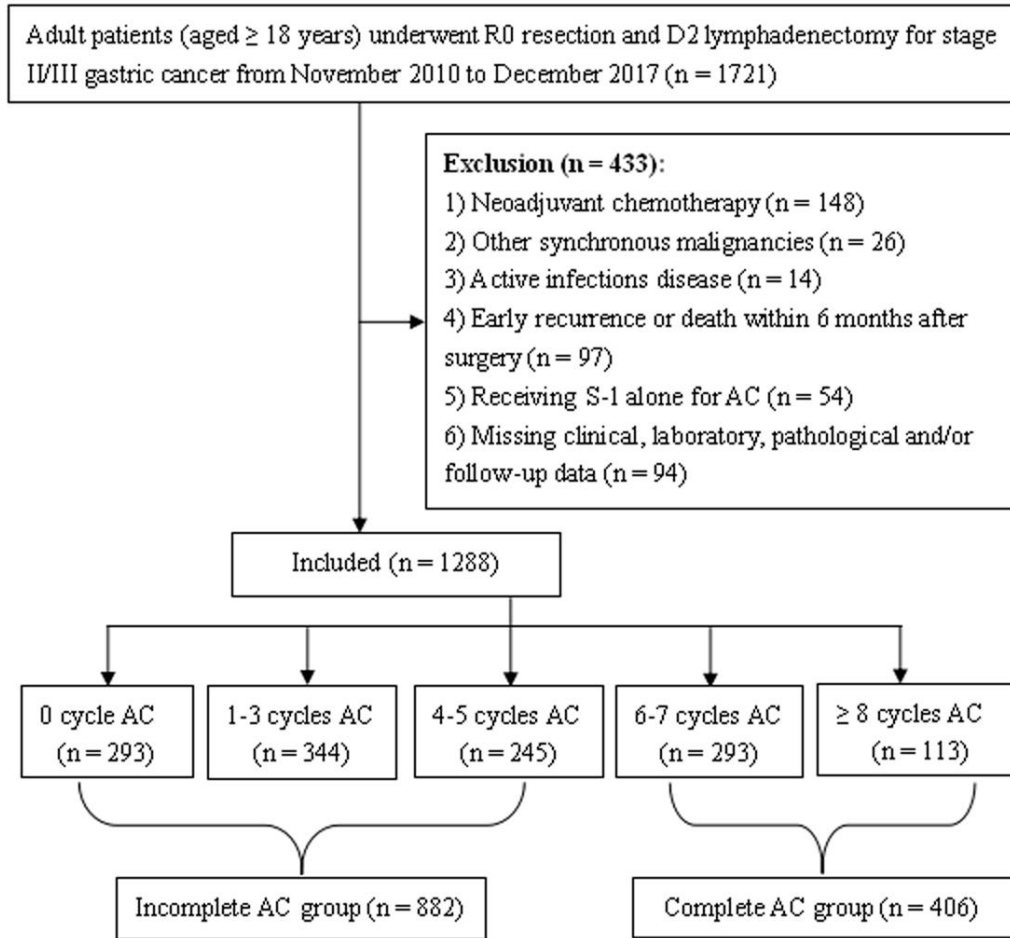 Adult patients (aged ≥ 18 years) underwent R0 resection and D2 lymphadenectomy for stage
II/III gastric cancer from November 2010 to December 2017 (n = 1721)
Exclusion (n = 433):
1) Neoadjuvant chemotherapy (n = 148)
2) Other synchronous malignancies (n = 26)
3) Active infections disease (n = 14)
4) Early recurrence or death within 6 months after
surgery (n = 97)
5) Receiving S-1 alone for AC (n = 54)
6) Missing clinical, laboratory, pathological and/or
follow-up data (n = 94)
Included (n = 1288)
0 cycle AC
(n = 293)
1-3 cycles AC
(n = 344)
4-5 cycles AC
(n = 245)
6-7 cycles AC
(n = 293)
≥ 8 cycles AC
(n = 113)
Incomplete AC group (n = 882)
Complete AC group (n = 406)